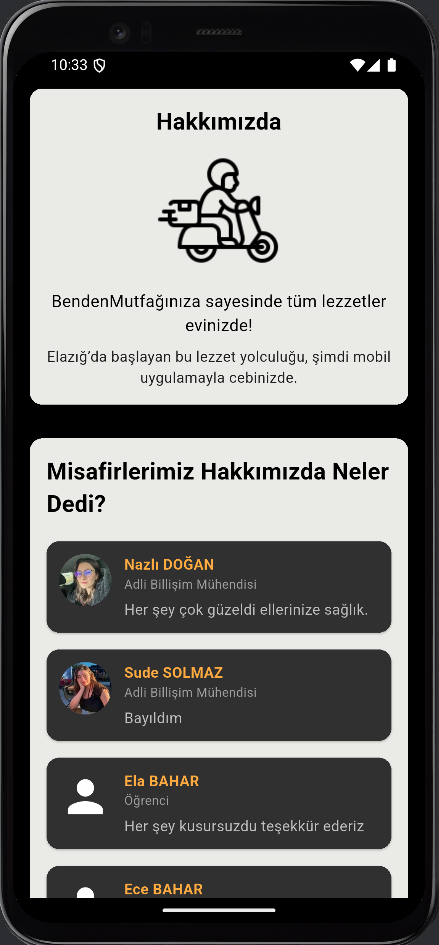 10:33
Hakkımızda
BendenMutfağınıza sayesinde tüm lezzetler
evinizde!
Elazığ’da başlayan bu lezzet yolculuğu, şimdi mobil
uygulamayla cebinizde.
Misafirlerimiz Hakkımızda Neler
Dedi?
Nazlı DOĞAN
Adli Billişim Mühendisi
Her şey çok güzeldi ellerinize sağlık.
Sude SOLMAZ
Adli Billişim Mühendisi
Bayıldım
Ela BAHAR
Öğrenci
Her şey kusursuzdu teşekkür ederiz
Ece BAHAR